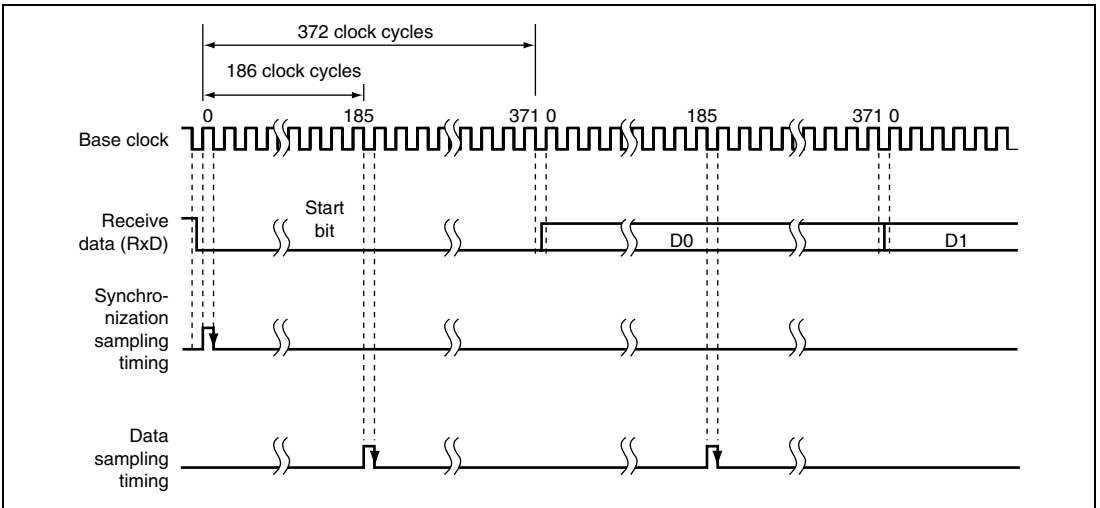 372 clock cycles
186 clock cycles
0 185 371 0 185 371 0
Base clock
Receive
data (RxD)
Start
bit
D0
D1
Synchro-
nization
sampling
timing
Data
sampling
timing